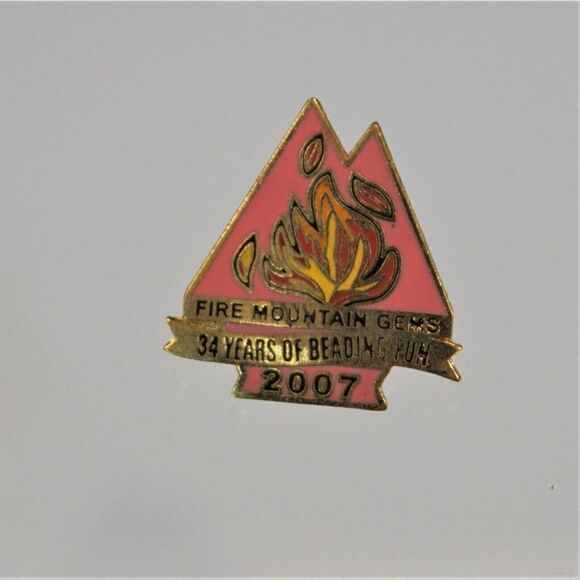 FIRE MOUNTAIN GEMS
34 YEARS OF BEADING FUN
2007